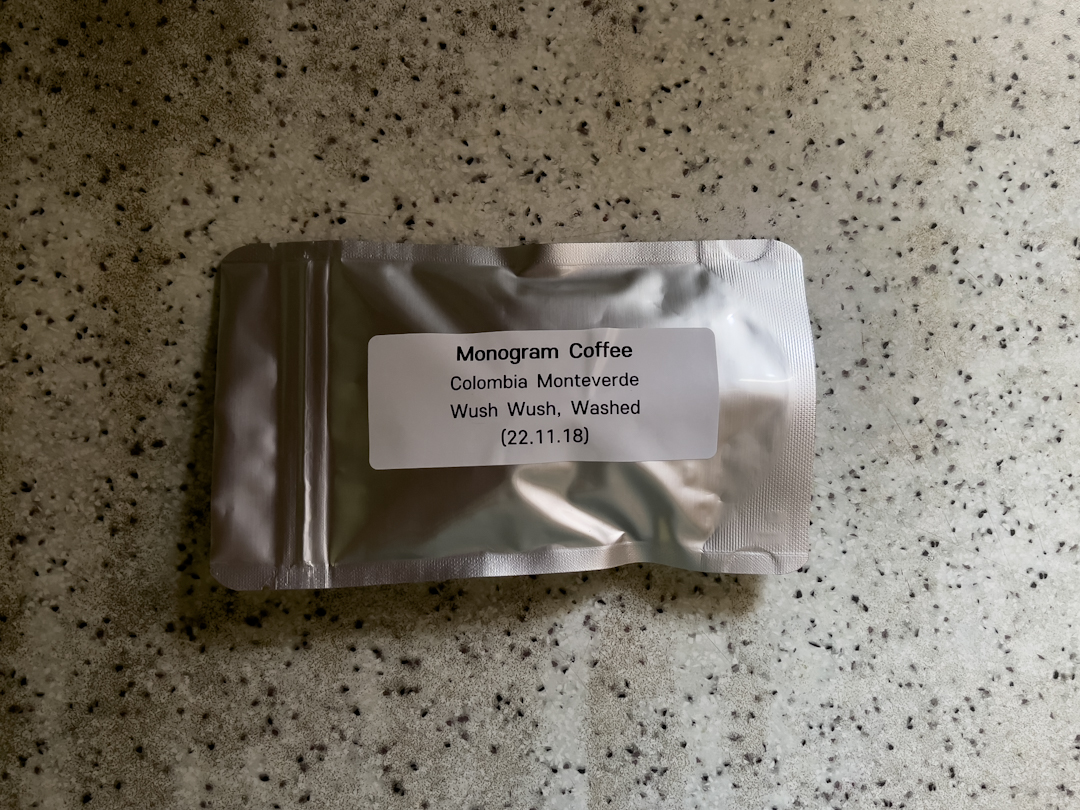 Monogram Coffee
Colombia Monteverde
Wush Wush, Washed
(22.11.18)